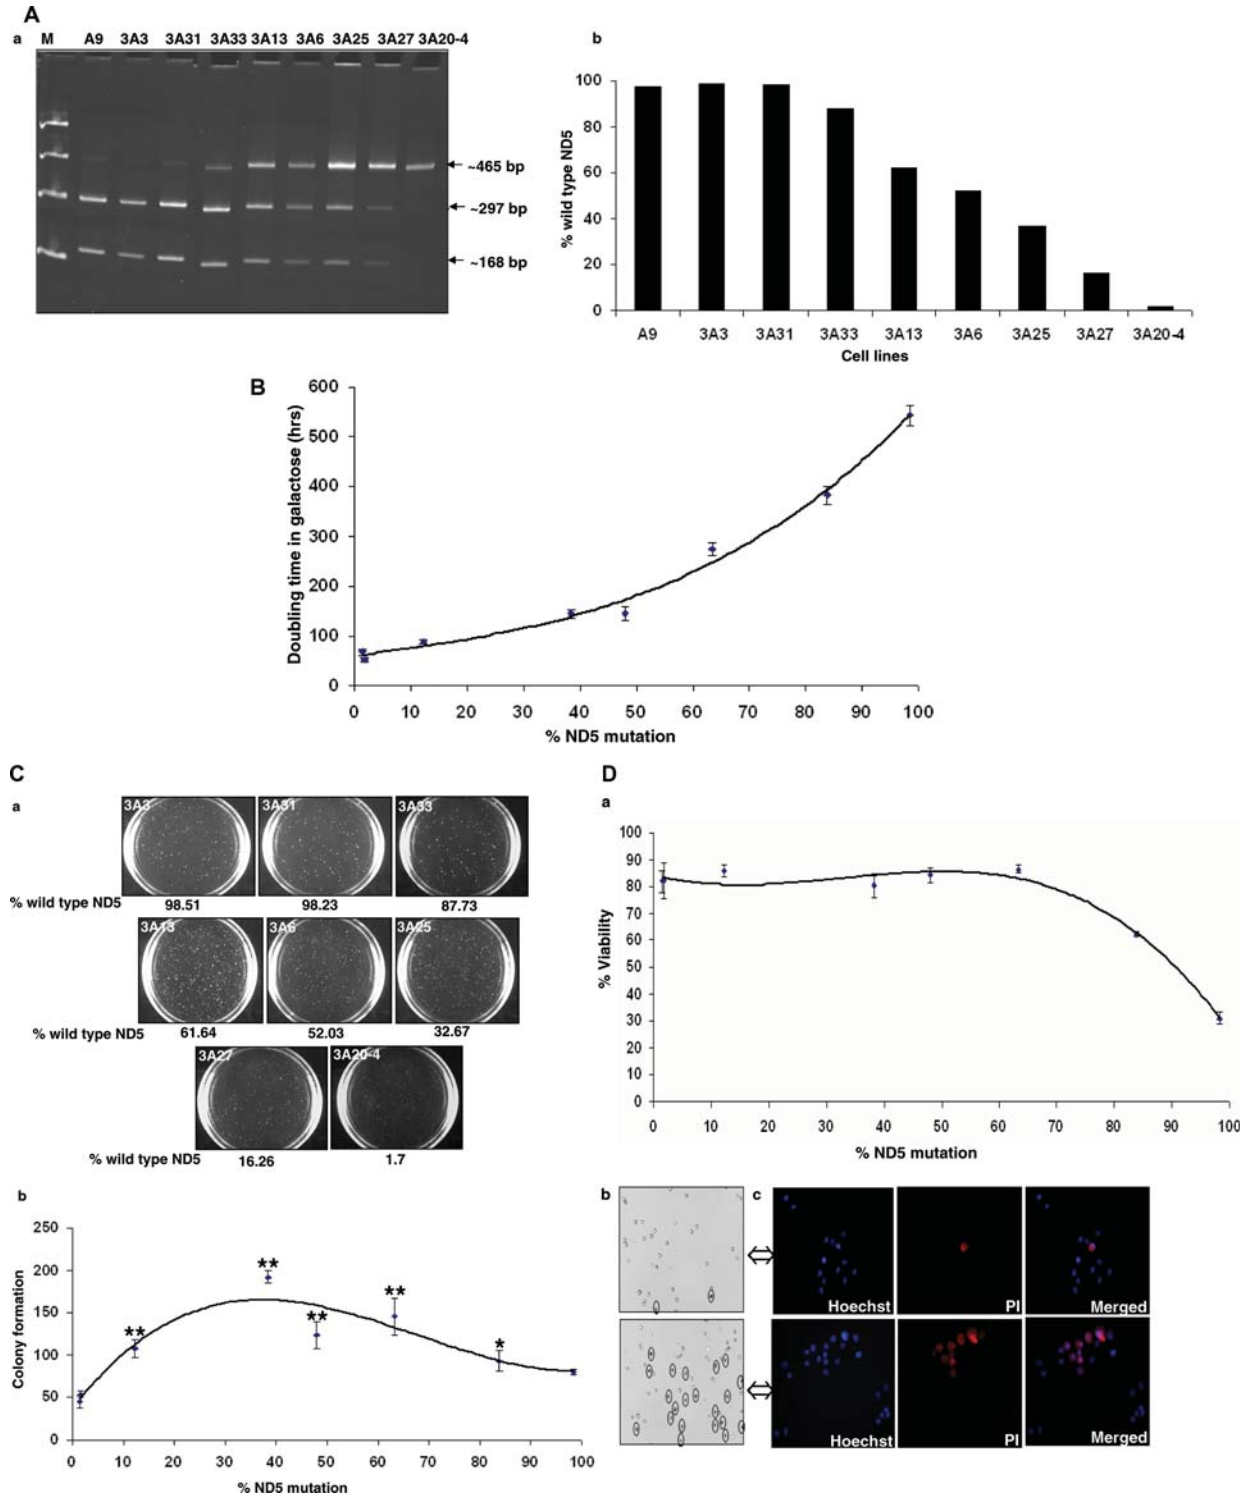 A
a
M A9 3A3 3A31 3A33 3A13 3A6 3A25 3A27 3A20-4
~465 bp
~297 bp
~168 bp
b
% wild type ND5
100
80
60
40
20
0
A9 3A3 3A31 3A33 3A13 3A6 3A25 3A27 3A20-4
Cell lines
B
Doubling time in galactose (hrs)
600
500
400
300
200
100
0
0 10 20 30 40 50 60 70 80 90 100
% ND5 mutation
C
a
3A3 3A31 3A33
% wild type ND5 98.51 98.23 87.73
3A13 3A6 3A25
% wild type ND5 61.64 52.03 32.67
3A27 3A20-4
% wild type ND5 16.26 1.7
b
Colony formation
250
200
150
100
50
0
** ** ** ** *
0 10 20 30 40 50 60 70 80 90 100
% ND5 mutation
D
a
% Viability
100
90
80
70
60
50
40
30
20
10
0
0 10 20 30 40 50 60 70 80 90 100
% ND5 mutation
b
c
Hoechst PI Merged
Hoechst PI Merged